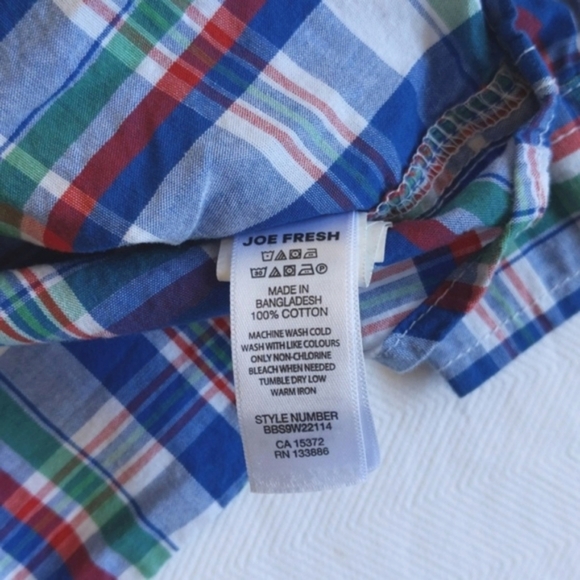 JOE FRESH
MADE IN
BANGLADESH
100% COTTON
MACHINE WASH COLD
WASH WITH LIKE COLOURS
ONLY NON-CHLORINE
BLEACH WHEN NEEDED
TUMBLE DRY LOW
WARM IRON
STYLE NUMBER
BBS9W22114
CA 15372
RN 133886